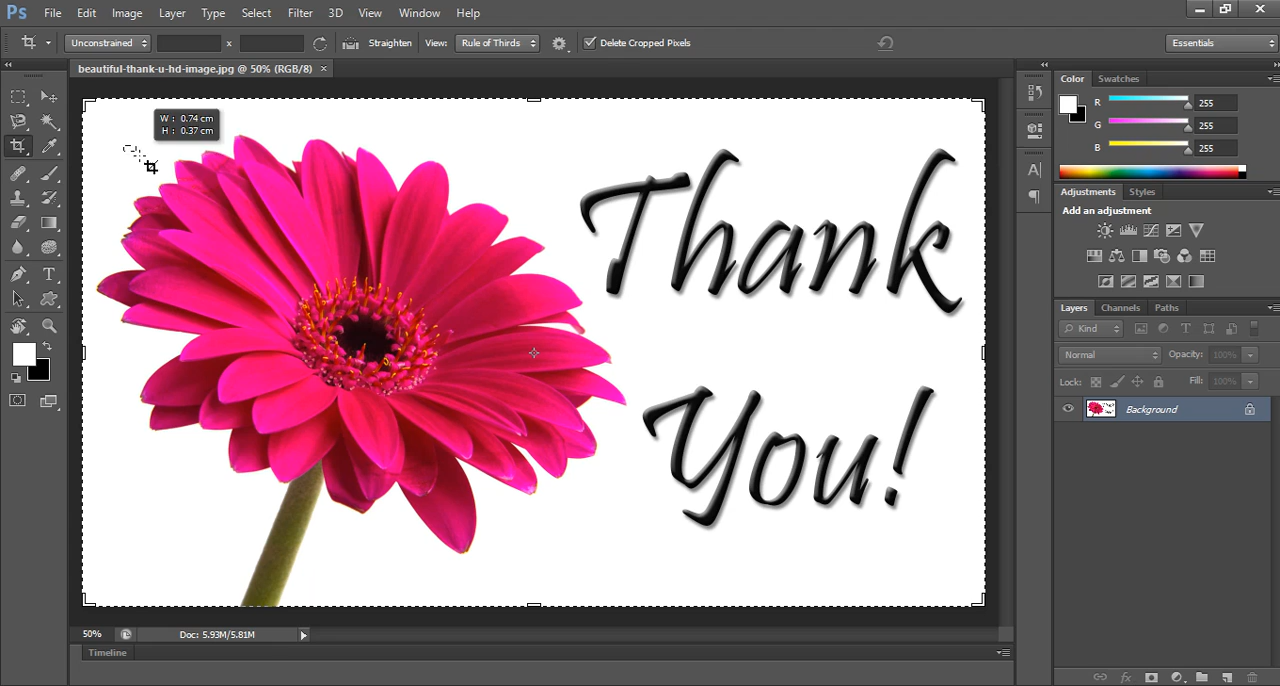 Ps File Edit Image Layer Type Select Filter 3D View Window Help
Unconstrained x Straighten View: Rule of Thirds Delete Cropped Pixels Essentials
beautiful-thank-u-hd-image.jpg @ 50% (RGB/8) ×
W : 0.74 cm
H : 0.37 cm
Thank
You!
50% Doc: 5.93M/5.81M
Timeline
Color Swatches
R 255
G 255
B 255
Adjustments Styles
Add an adjustment
Layers Channels Paths
Kind T
Normal Opacity: 100%
Lock: Fill: 100%
Background
fx